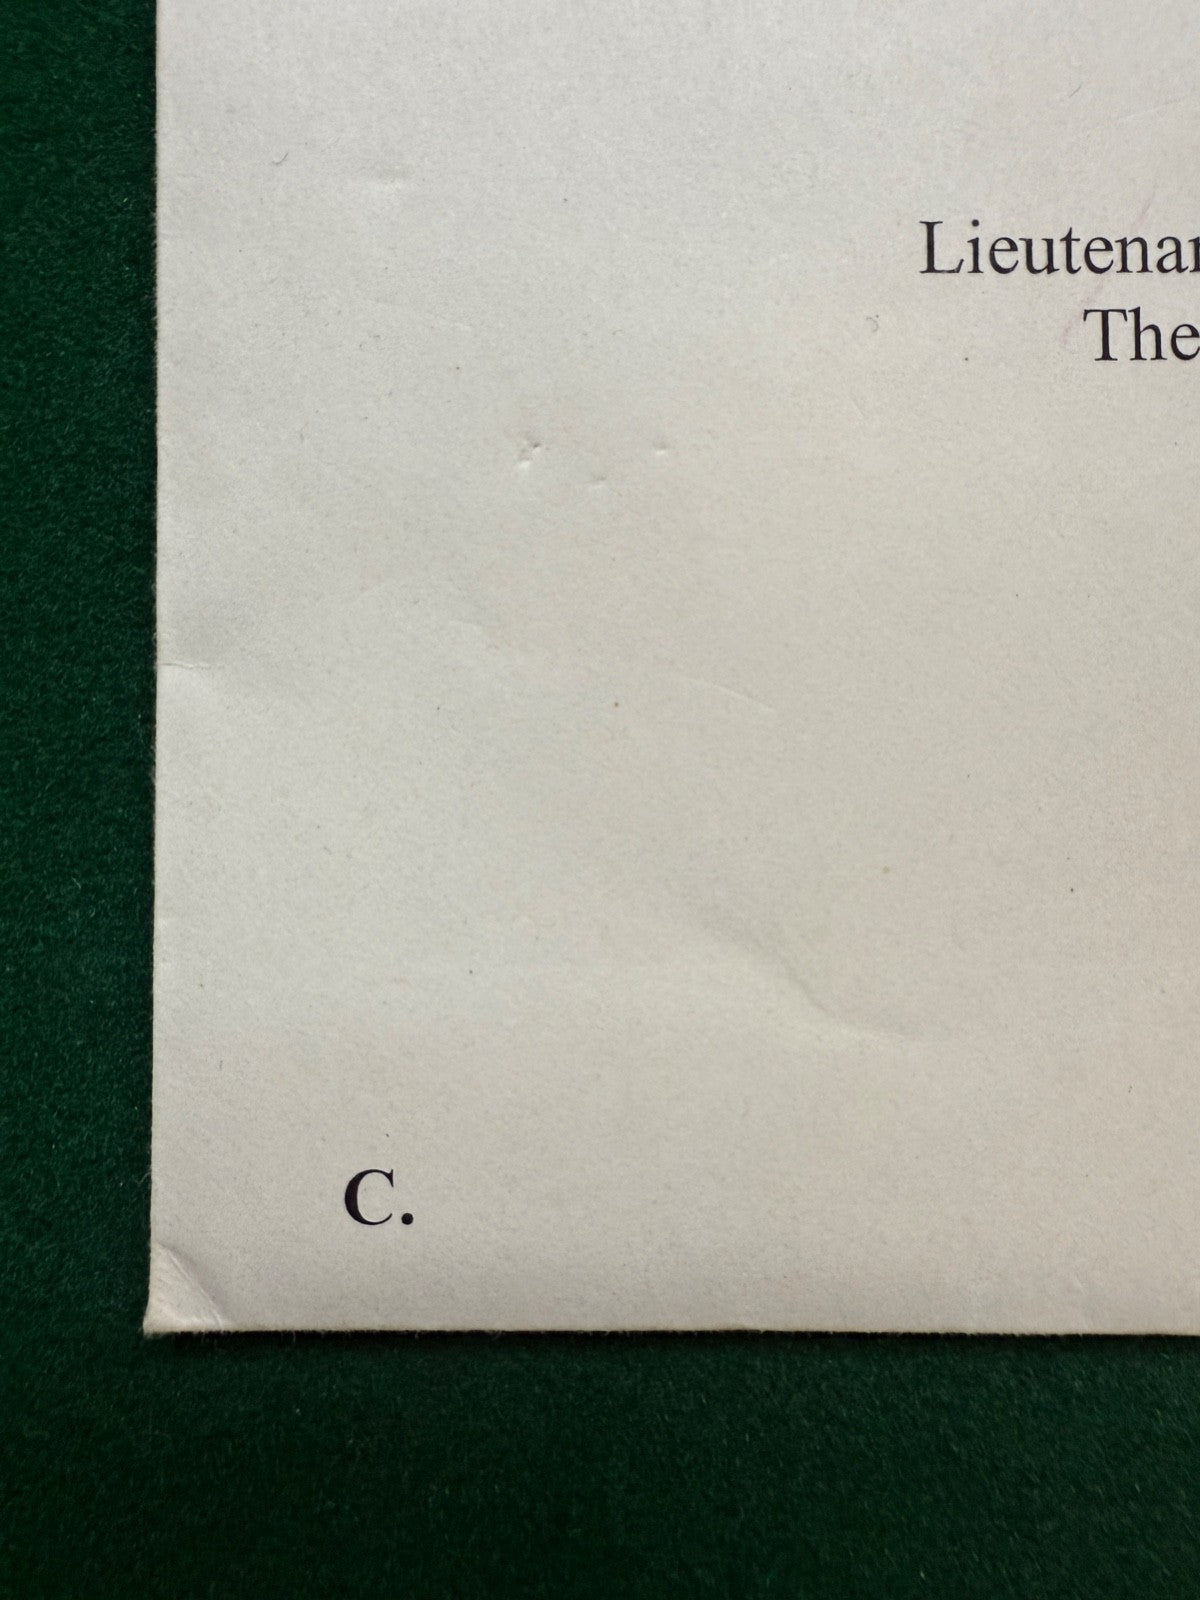 Lieutenan
The
C.